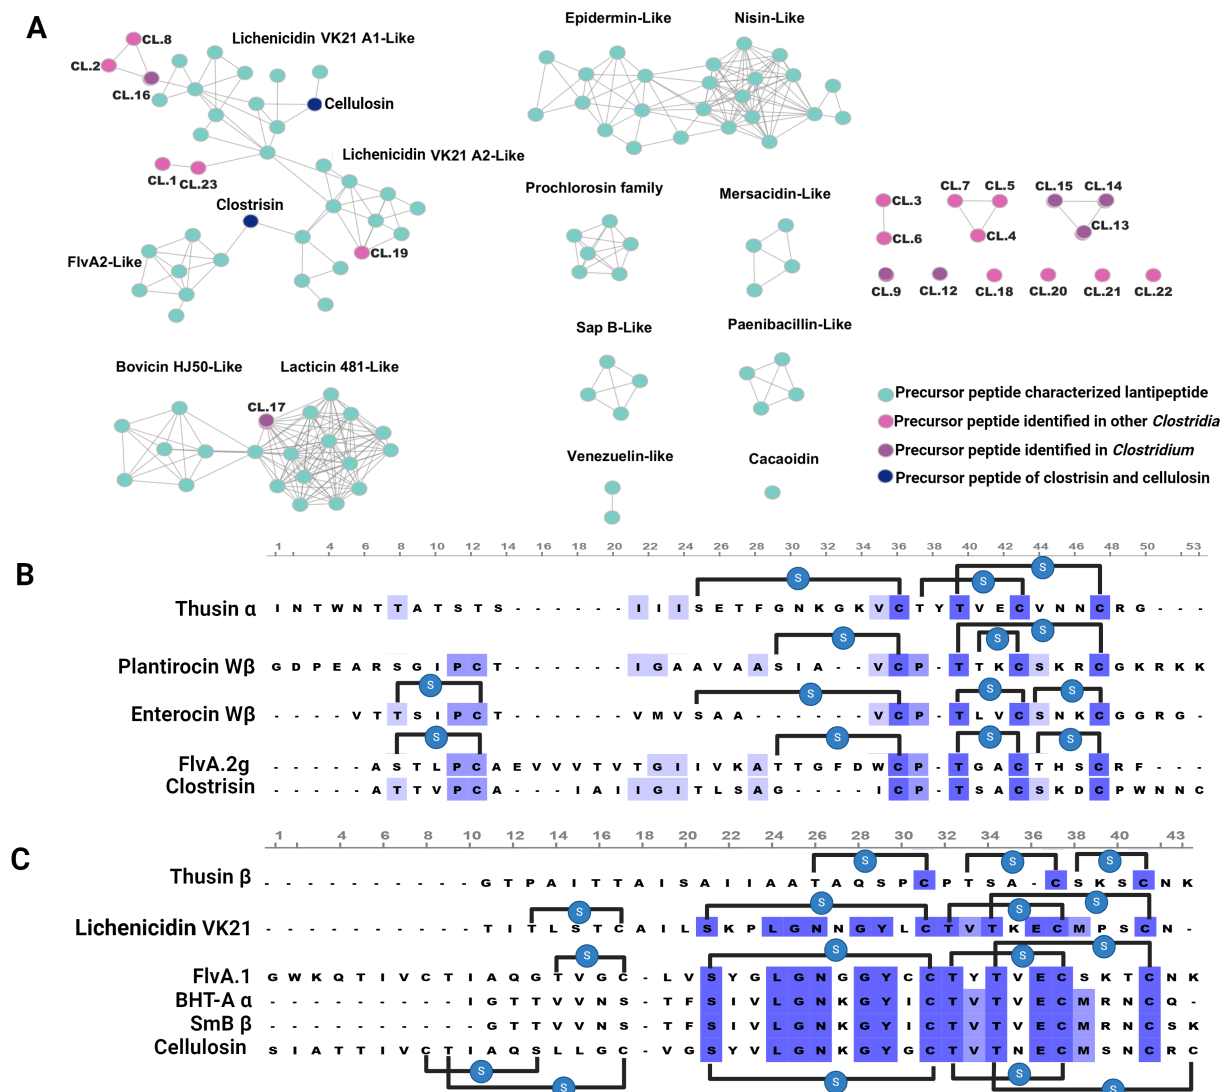 A
Epidermin-Like
Nisin-Like
CL.8
Lichenicidin VK21 A1-Like
CL.2
CL.16
Cellulosin
Lichenicidin VK21 A2-Like
CL.1
CL.23
Clostrisin
CL.19
FlvA2-Like
Prochlorosin family
Mersacidin-Like
CL.3
CL.6
CL.7
CL.5
CL.4
CL.15
CL.14
CL.13
CL.9
CL.12
CL.18
CL.20
CL.21
CL.22
Sap B-Like
Paenibacillin-Like
Bovicin HJ50-Like
Lacticin 481-Like
CL.17
Venezuelin-like
Cacaoidin
Precursor peptide characterized lantipeptide
Precursor peptide identified in other Clostridia
Precursor peptide identified in Clostridium
Precursor peptide of clostrisin and cellulosin
B
1 4 6 8 10 12 14 16 18 20 22 24 26 28 30 32 34 36 38 40 42 44 46 48 50 53
S S S
Thusin α I N T W N T T A T S T S - - - - - - I I I S E T F G N K G K V C T Y T V E C V N N C R G - - -
S S S
Plantirocin Wβ G D P E A R S G I P C T - - - - - - I G A A V A A S I A - - V C P - T T K C S K R C G K R K K
S S S S
Enterocin Wβ - - - - V T T S I P C T - - - - - - V M V S A A - - - - - - V C P - T L V C S N K C G G R G -
S S S S
FlvA.2g - - - - - A S T L P C A E V V V T V T G I I V K A T T G F D W C P - T G A C T H S C R F - - -
Clostrisin - - - - - A T T V P C A - - - I A I I G I T L S A G - - - - I C P - T S A C S K D C P W N N C
C
1 4 6 8 10 12 14 16 18 20 22 24 26 28 30 32 34 36 38 40 43
S S S
Thusin β - - - - - - - - - - G T P A I T T A I S A I I A A T A Q S P C P T S A - C S K S C N K
S S S S
Lichenicidin VK21 - - - - - - - - - - T I T L S T C A I L S K P L G N N G Y L C T V T K E C M P S C N -
S S S S
FlvA.1 G W K Q T I V C T I A Q G T V G C - L V S Y G L G N G G Y C C T Y T V E C S K T C N K
BHT-A α - - - - - - - - - I G T T V V N S - T F S I V L G N K G Y I C T V T V E C M R N C Q -
SmB β - - - - - - - - - - G T T V V N S - T F S I V L G N K G Y I C T V T V E C M R N C S K
Cellulosin S I A T T I V C T I A Q S L L G C - V G S Y V L G N K G Y G C T V T N E C M S N C R C
S S S S S